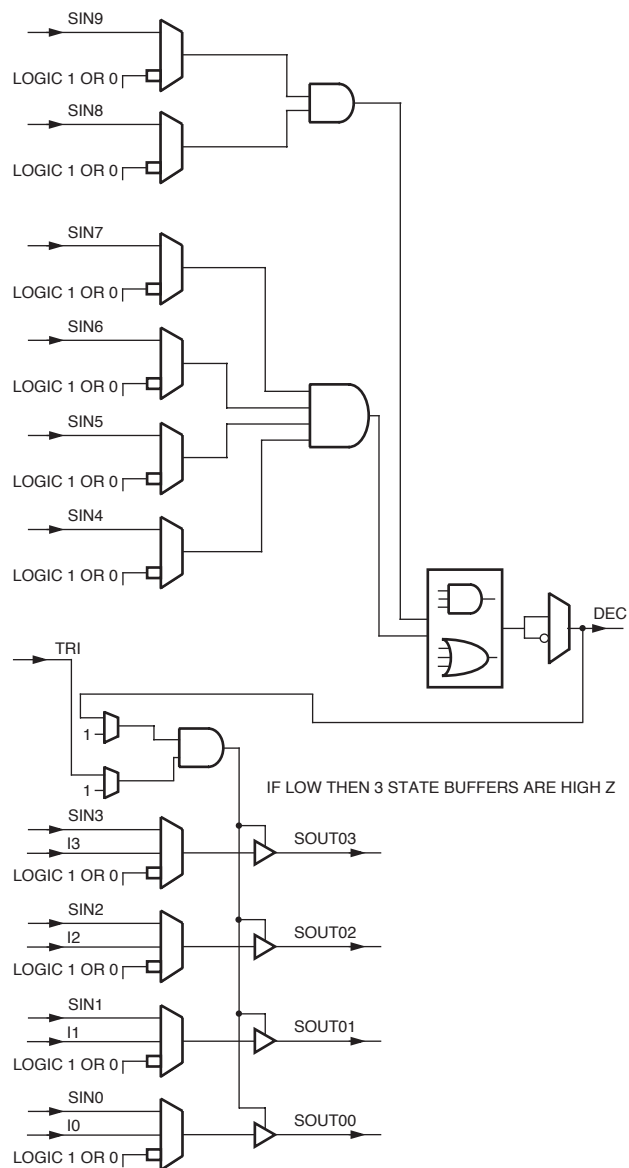 SIN9
LOGIC 1 OR 0
SIN8
LOGIC 1 OR 0
SIN7
LOGIC 1 OR 0
SIN6
LOGIC 1 OR 0
SIN5
LOGIC 1 OR 0
SIN4
LOGIC 1 OR 0
DEC
TRI
1
1
IF LOW THEN 3 STATE BUFFERS ARE HIGH Z
SIN3
I3
LOGIC 1 OR 0
SOUT03
SIN2
I2
LOGIC 1 OR 0
SOUT02
SIN1
I1
LOGIC 1 OR 0
SOUT01
SIN0
I0
LOGIC 1 OR 0
SOUT00